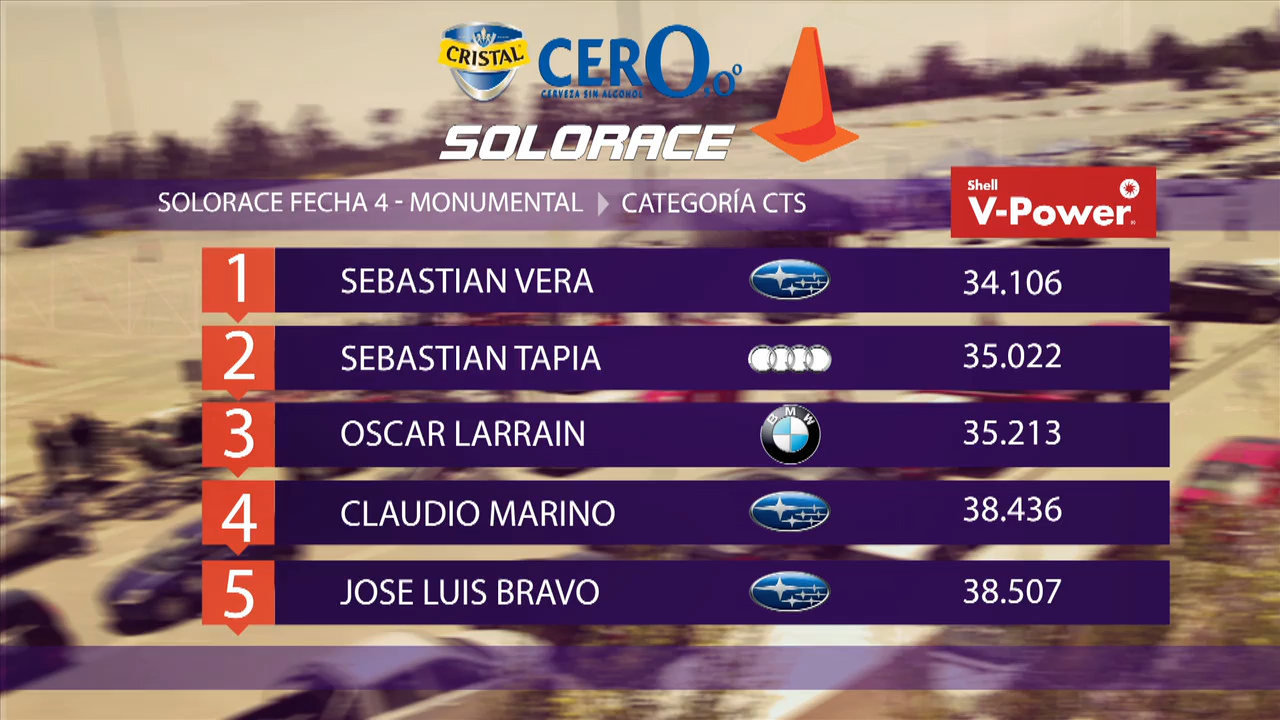 CRISTAL
CER0,0°
CERVEZA SIN ALCOHOL
SOLORACE
SOLORACE FECHA 4 - MONUMENTAL CATEGORÍA CTS
Shell
V-Power
1 SEBASTIAN VERA 34.106
2 SEBASTIAN TAPIA 35.022
3 OSCAR LARRAIN BMW 35.213
4 CLAUDIO MARINO 38.436
5 JOSE LUIS BRAVO 38.507